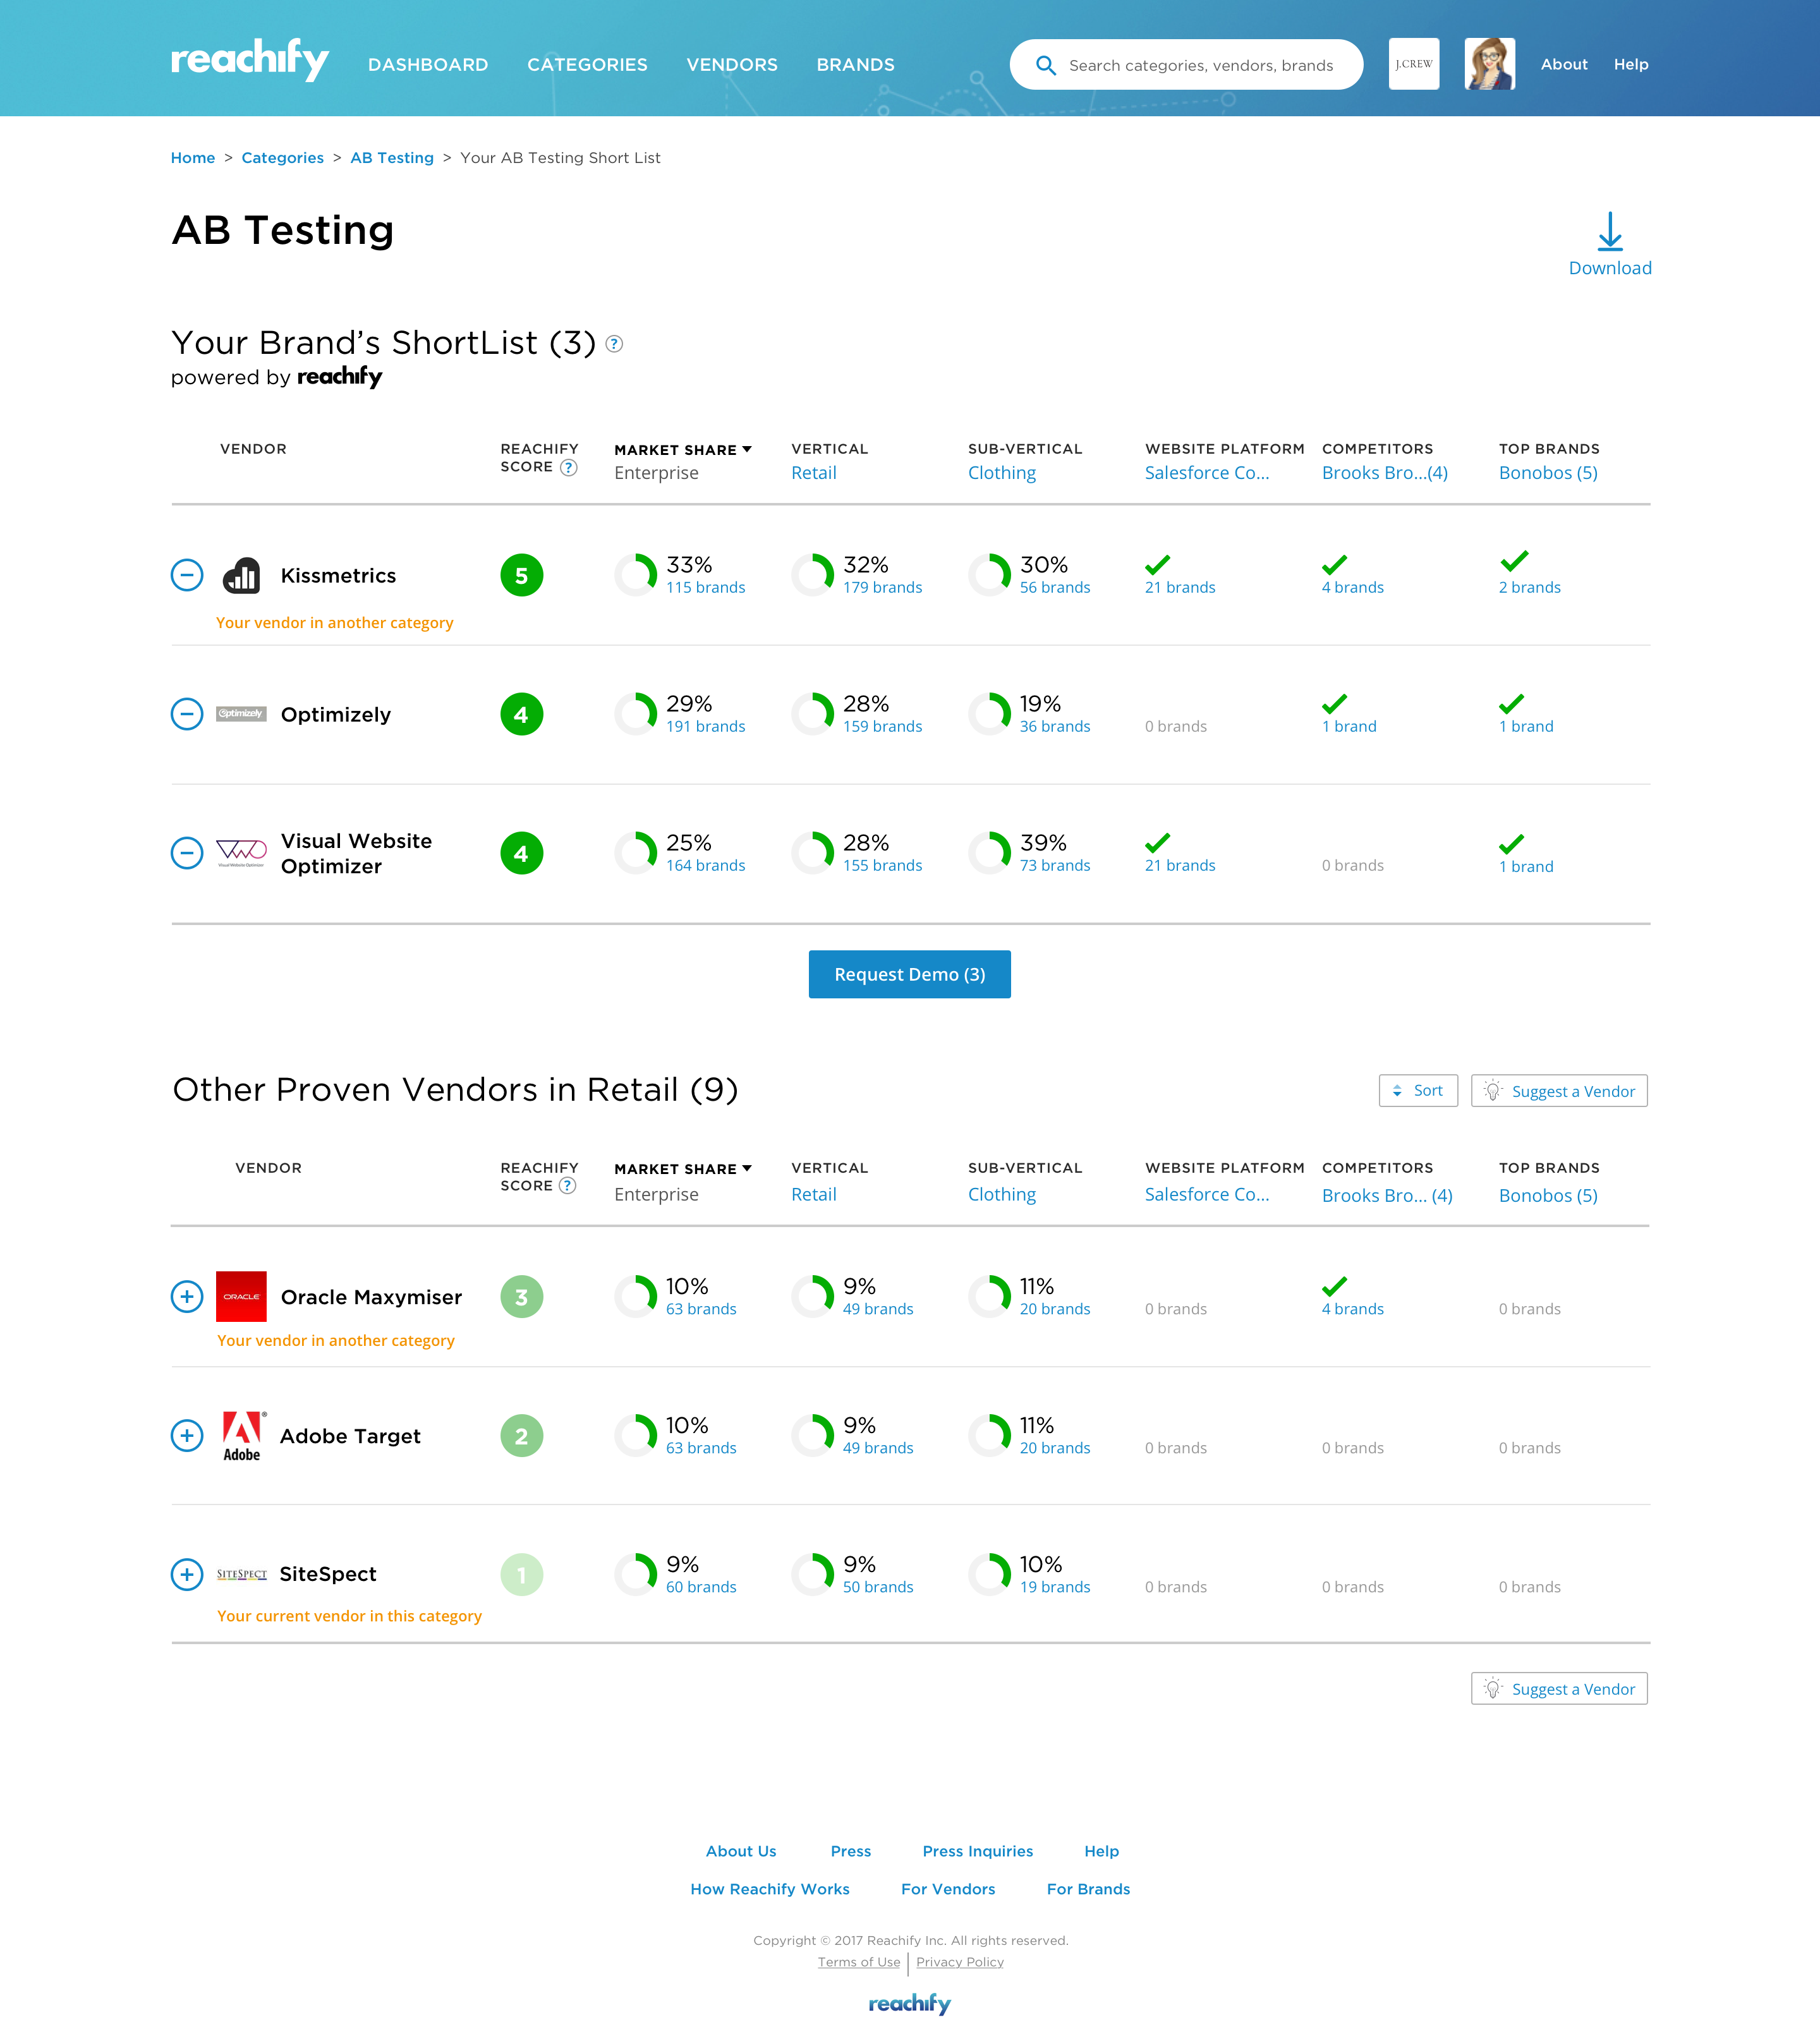 reachify DASHBOARD CATEGORIES VENDORS BRANDS Search categories, vendors, brands J.CREW About Help
Home > Categories > AB Testing > Your AB Testing Short List
AB Testing
Download
Your Brand's ShortList (3) ?
powered by reachify
VENDOR REACHIFY SCORE ? MARKET SHARE VERTICAL SUB-VERTICAL WEBSITE PLATFORM COMPETITORS TOP BRANDS
Enterprise Retail Clothing Salesforce Co... Brooks Bro...(4) Bonobos (5)
Kissmetrics 5 33% 32% 30%
115 brands 179 brands 56 brands 21 brands 4 brands 2 brands
Your vendor in another category
Optimizely Optimizely 4 29% 28% 19%
191 brands 159 brands 36 brands 0 brands 1 brand 1 brand
VWO Visual Website Optimizer
Visual Website
Optimizer
4 25% 28% 39%
164 brands 155 brands 73 brands 21 brands 0 brands 1 brand
Request Demo (3)
Other Proven Vendors in Retail (9) Sort Suggest a Vendor
VENDOR REACHIFY SCORE ? MARKET SHARE VERTICAL SUB-VERTICAL WEBSITE PLATFORM COMPETITORS TOP BRANDS
Enterprise Retail Clothing Salesforce Co... Brooks Bro... (4) Bonobos (5)
ORACLE Oracle Maxymiser 3 10% 9% 11%
63 brands 49 brands 20 brands 0 brands 4 brands 0 brands
Your vendor in another category
Adobe® Adobe Target 2 10% 9% 11%
63 brands 49 brands 20 brands 0 brands 0 brands 0 brands
SITESPECT SiteSpect 1 9% 9% 10%
60 brands 50 brands 19 brands 0 brands 0 brands 0 brands
Your current vendor in this category
Suggest a Vendor
About Us Press Press Inquiries Help
How Reachify Works For Vendors For Brands
Copyright © 2017 Reachify Inc. All rights reserved.
Terms of Use | Privacy Policy
reachify